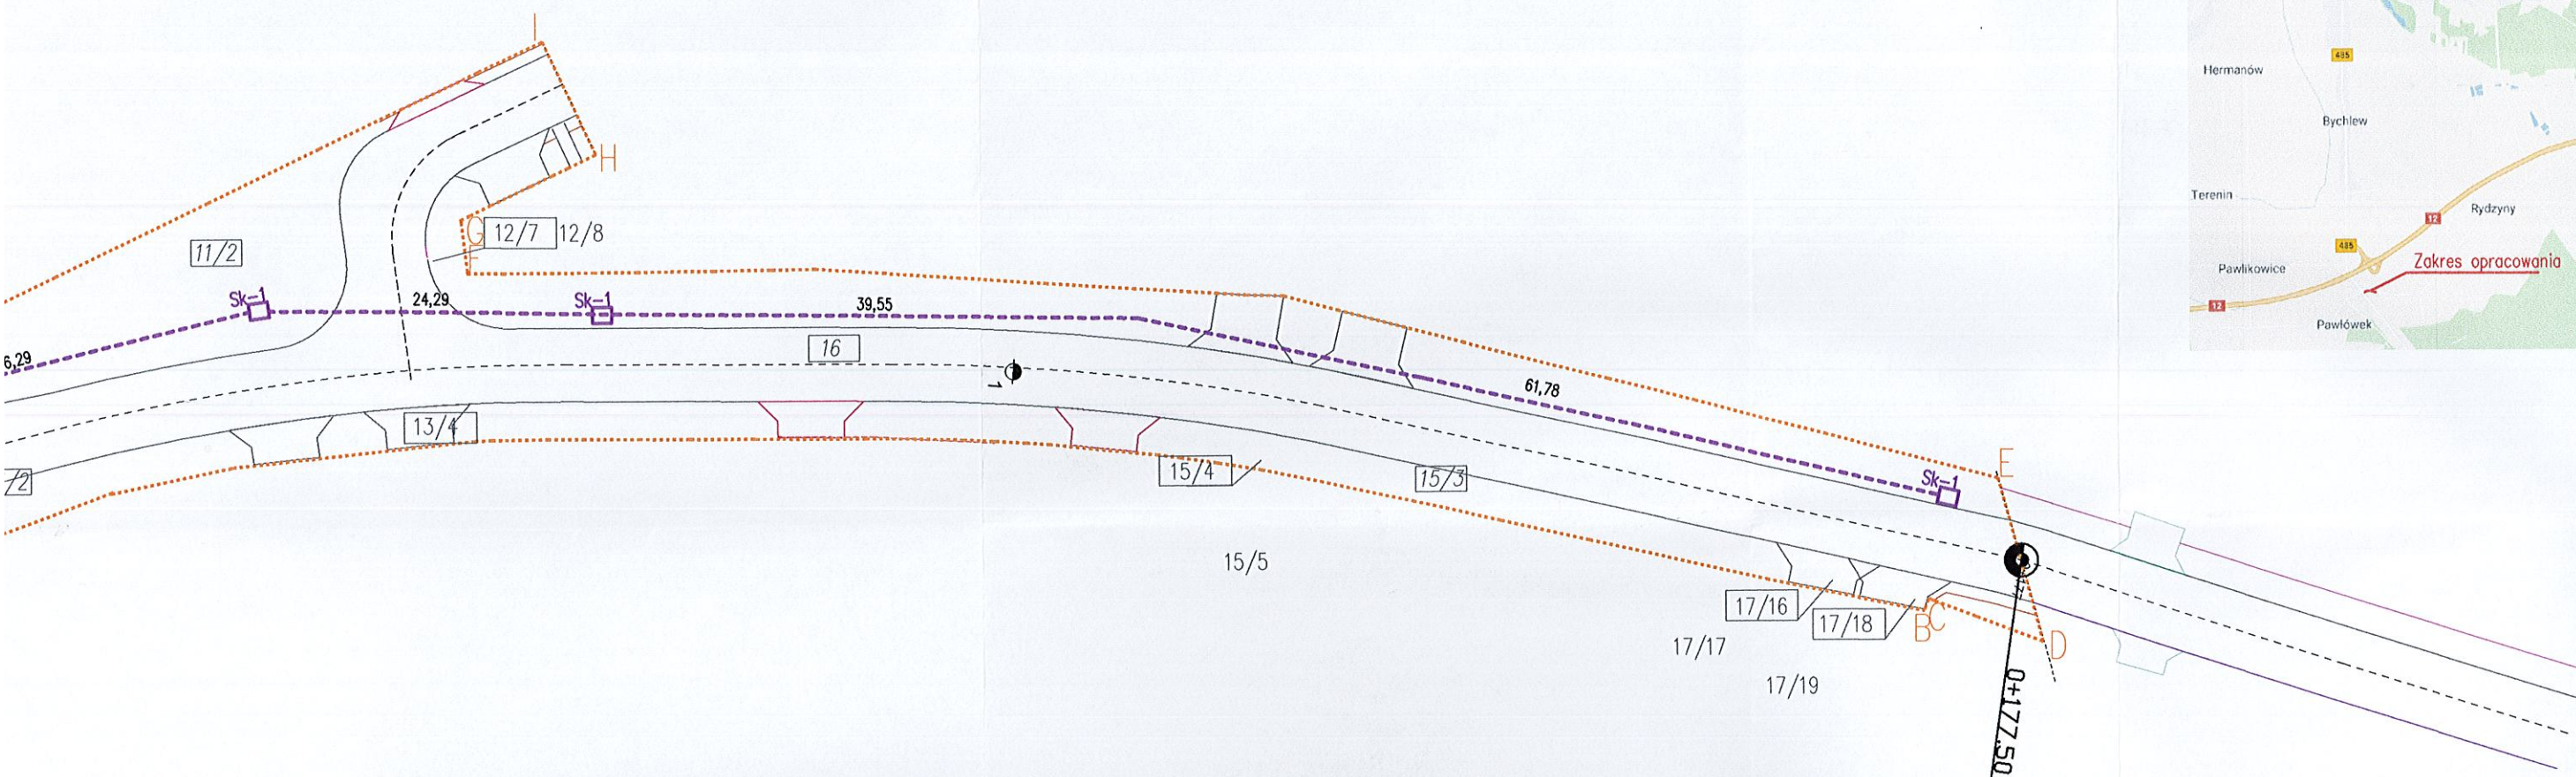 I
H
G
12/7
12/8
F
11/2
Sk-1
24,29
Sk-1
39,55
6,29
16
1
61,78
13/4
/2
15/4
15/3
Sk-1
E
15/5
17/16
17/18
B
C
D
17/17
17/19
0+177.50
485
Hermanów
Bychlew
Terenin
12
Rydzyny
485
Zakres opracowania
Pawlikowice
12
Pawłówek